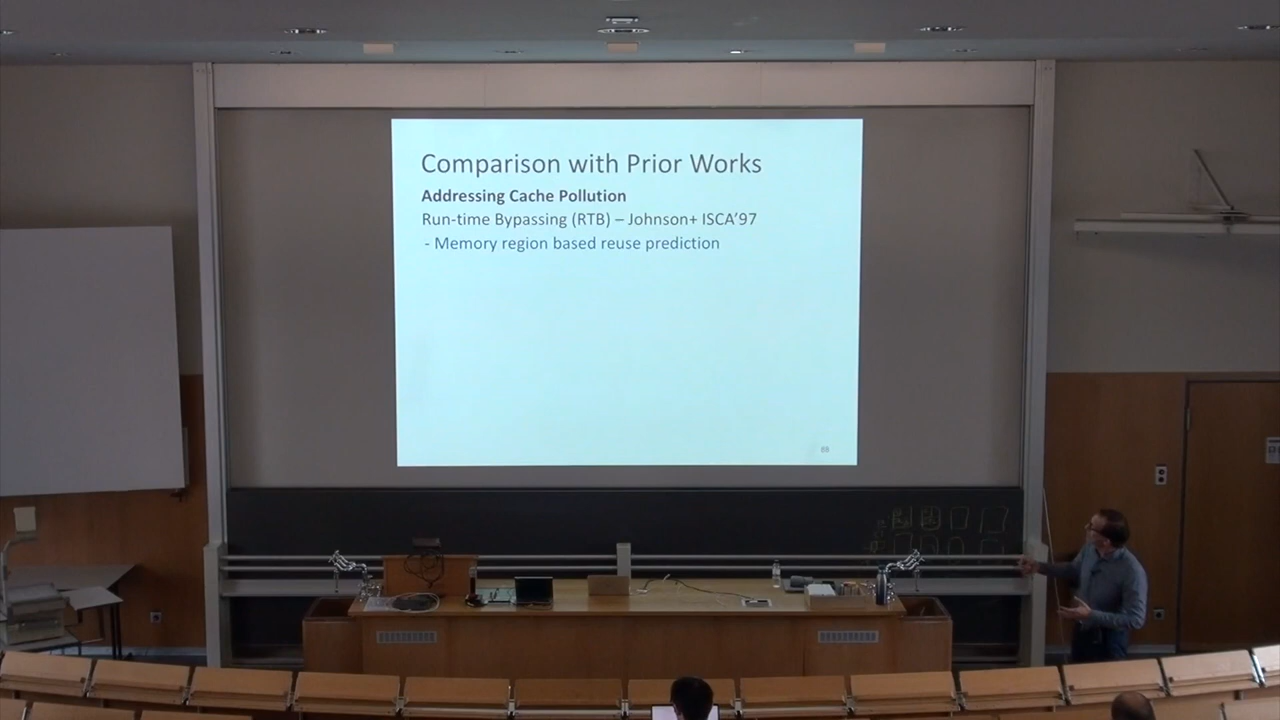 Comparison with Prior Works
Addressing Cache Pollution
Run-time Bypassing (RTB) – Johnson+ ISCA'97
- Memory region based reuse prediction